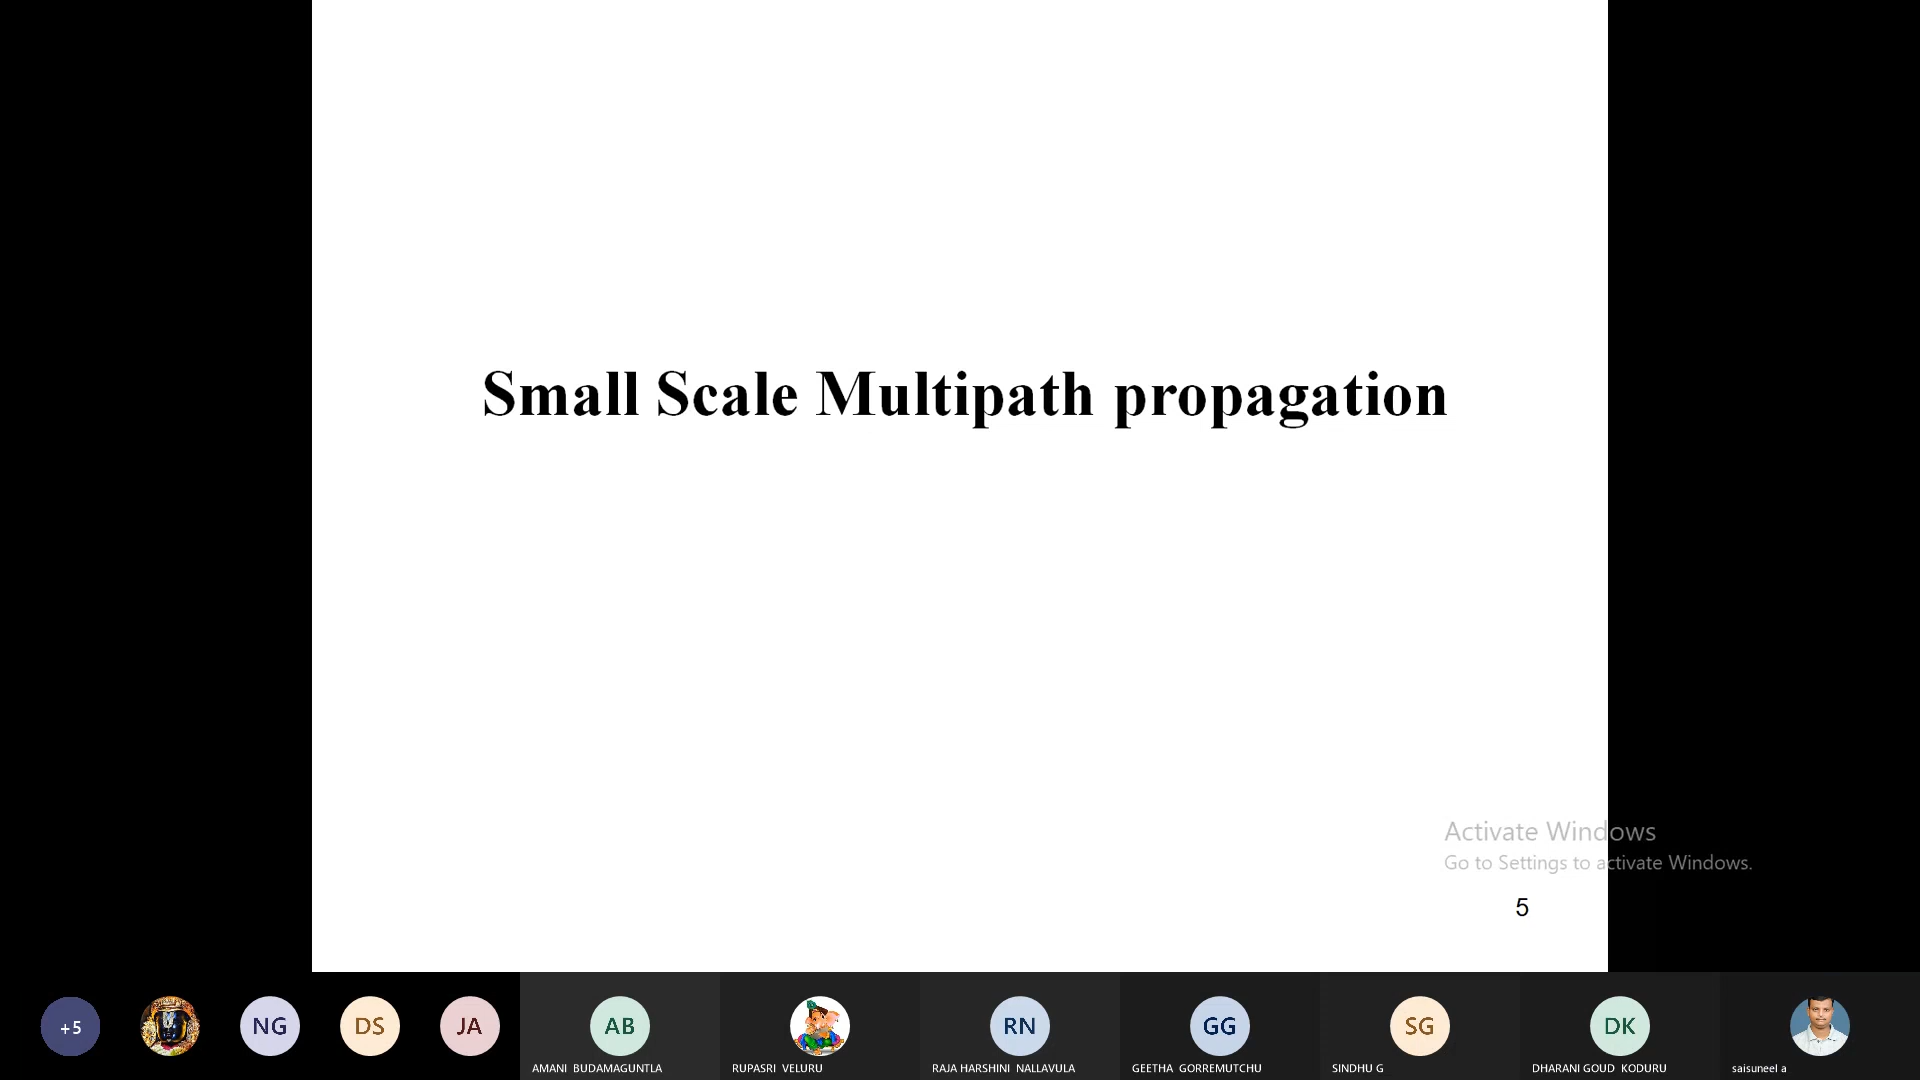 Small Scale Multipath propagation
Activate Windows
Go to Settings to activate Windows.
5
+5
NG
DS
JA
AB
RN
GG
SG
DK
AMANI BUDAMAGUNTLA
RUPASRI VELURU
RAJA HARSHINI NALLAVULA
GEETHA GORREMUTCHU
SINDHU G
DHARANI GOUD KODURU
saisuneel a